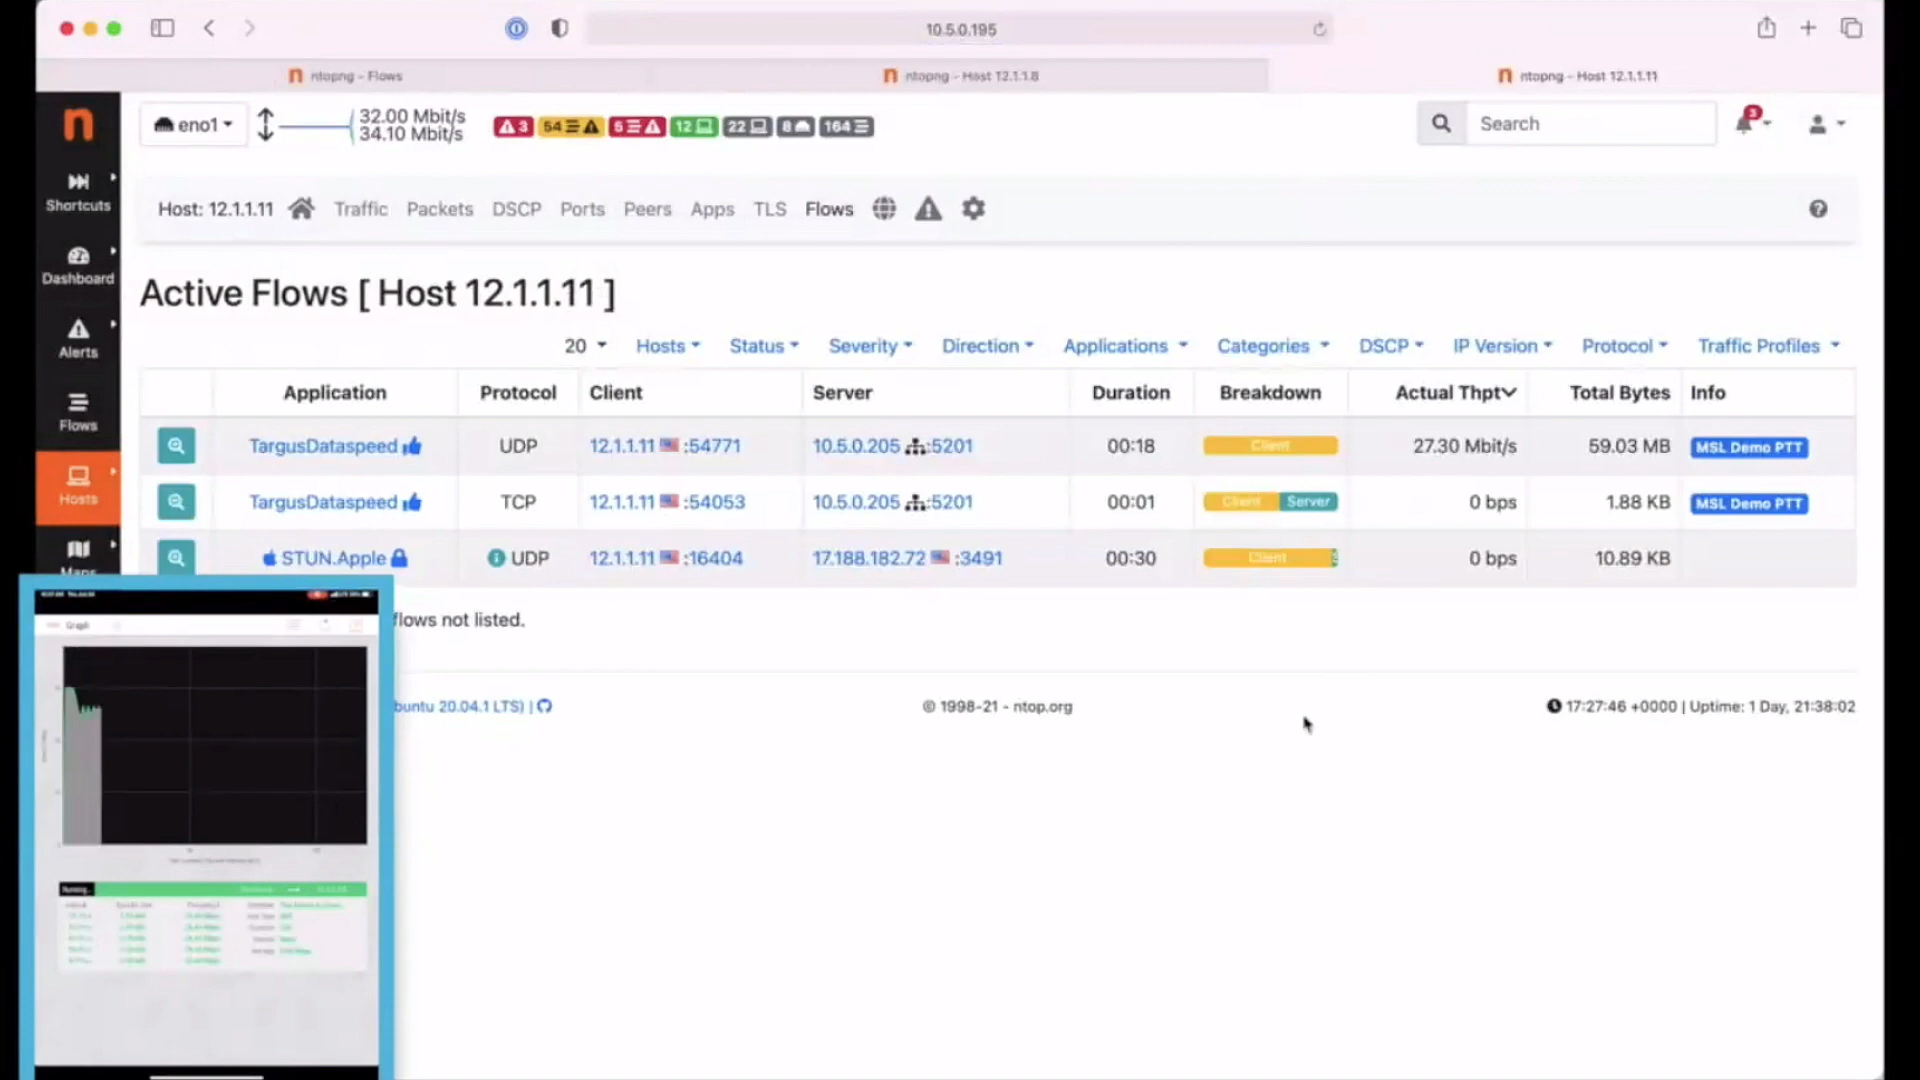 10.5.0.195
ntopng - Flows
ntopng - Host 12.1.1.8
ntopng - Host 12.1.1.11
eno1
32.00 Mbit/s
34.10 Mbit/s
3
54
5
12
22
8
164
Search
3
Shortcuts
Dashboard
Alerts
Flows
Hosts
Maps
Host: 12.1.1.11 Traffic Packets DSCP Ports Peers Apps TLS Flows
Active Flows [ Host 12.1.1.11 ]
20 Hosts Status Severity Direction Applications Categories DSCP IP Version Protocol Traffic Profiles
Application Protocol Client Server Duration Breakdown Actual Thpt Total Bytes Info
TargusDataspeed UDP 12.1.1.11 :54771 10.5.0.205 :5201 00:18 Client 27.30 Mbit/s 59.03 MB MSL Demo PTT
TargusDataspeed TCP 12.1.1.11 :54053 10.5.0.205 :5201 00:01 Client Server 0 bps 1.88 KB MSL Demo PTT
STUN.Apple UDP 12.1.1.11 :16404 17.188.182.72 :3491 00:30 Client 0 bps 10.89 KB
flows not listed.
buntu 20.04.1 LTS) |
© 1998-21 - ntop.org
17:27:46 +0000 | Uptime: 1 Day, 21:38:02
Graph
Running...